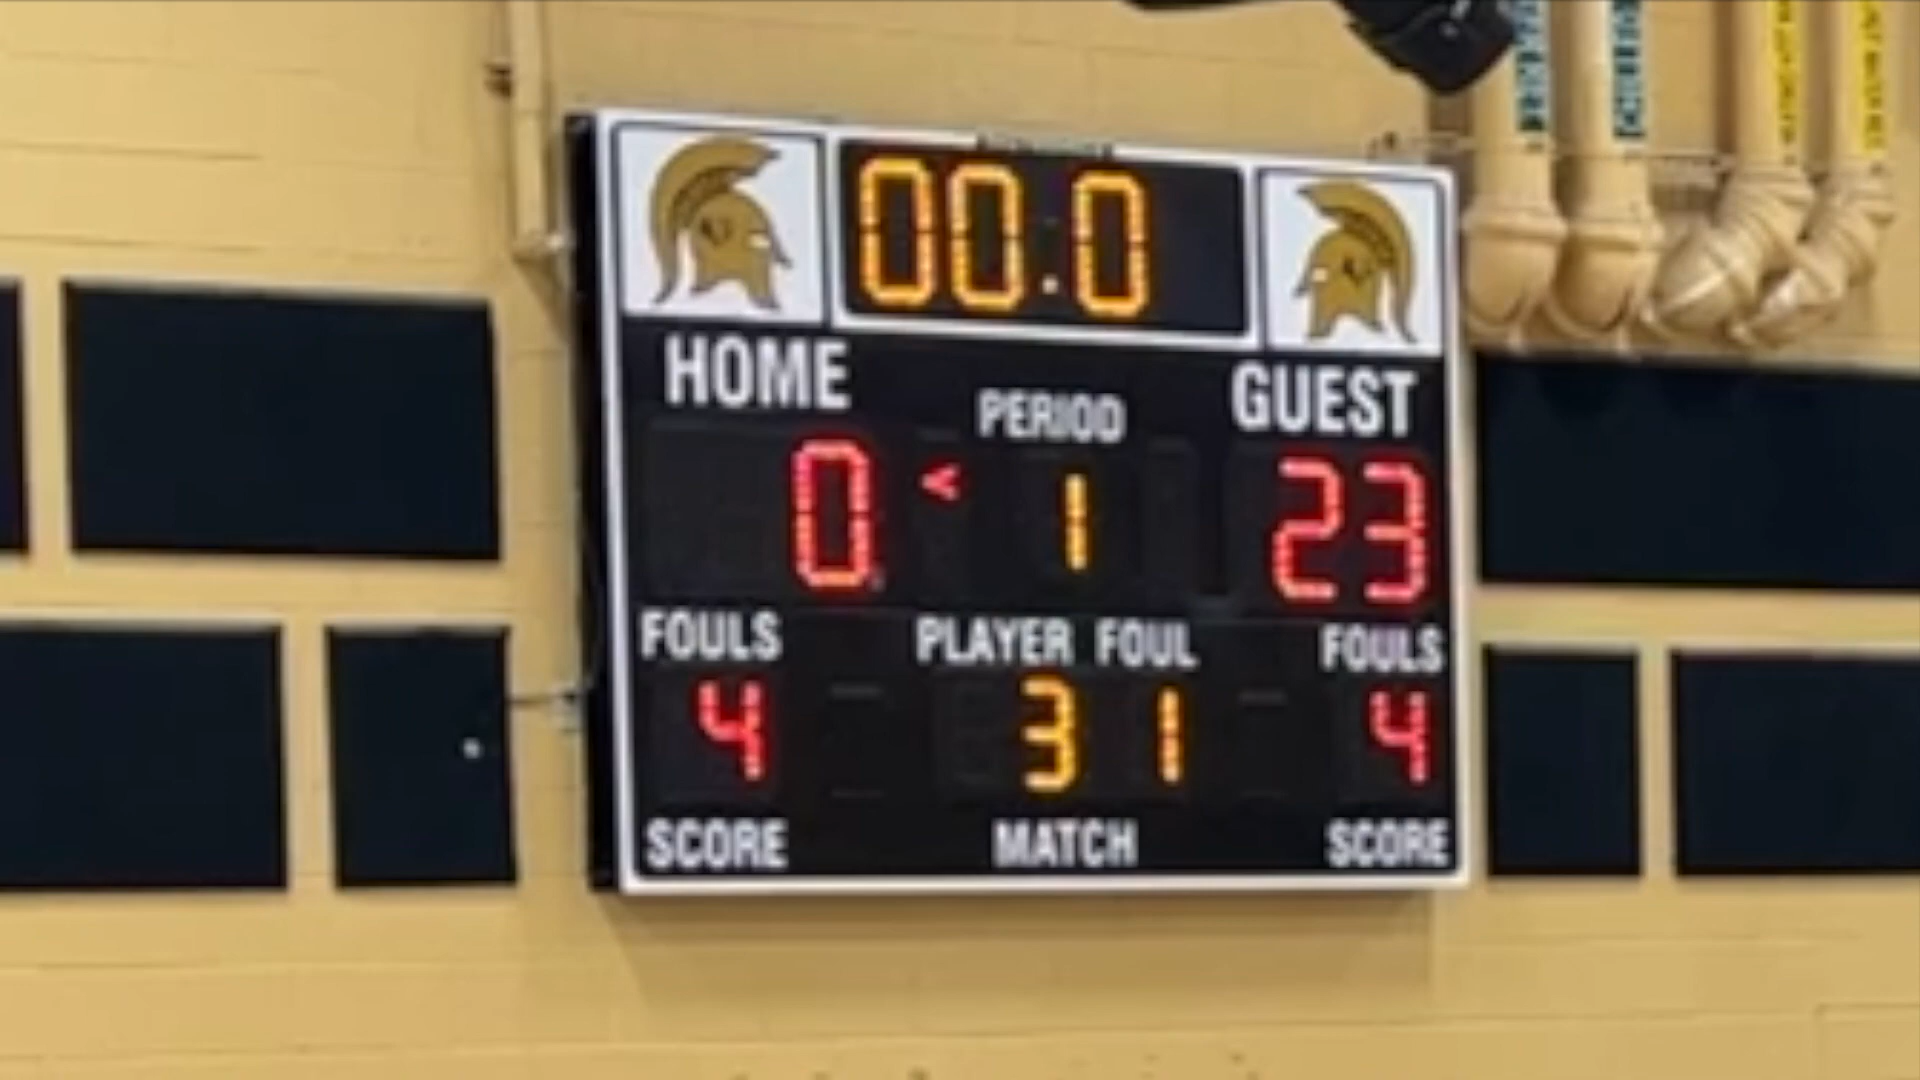 00.0
HOME
PERIOD
GUEST
0 < 1 23
FOULS
PLAYER FOUL
FOULS
4 3 1 4
SCORE
MATCH
SCORE